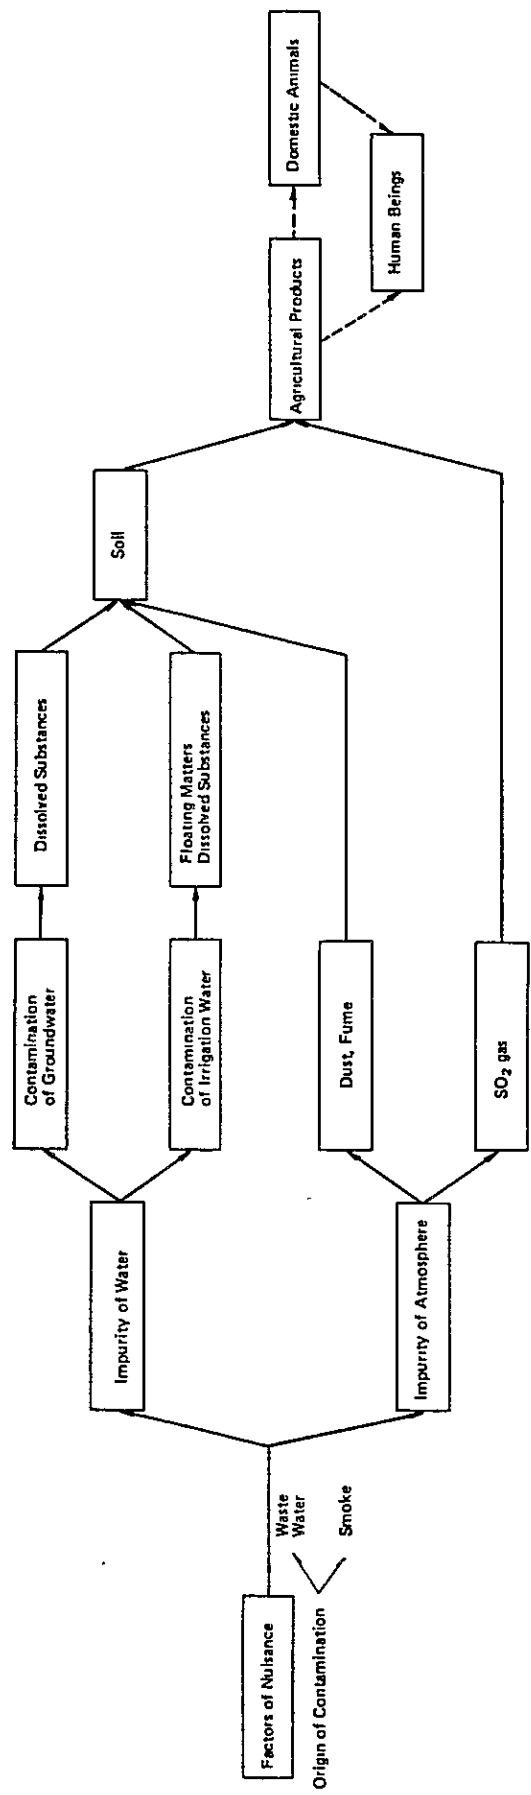 Factors of Nuisance
Origin of Contamination
Waste
Water
Smoke
Impurity of Water
Impurity of Atmosphere
Contamination
of Groundwater
Contamination
of Irrigation Water
Dust, Fume
SO₂ gas
Dissolved Substances
Floating Matters
Dissolved Substances
Soil
Agricultural Products
Domestic Animals
Human Beings